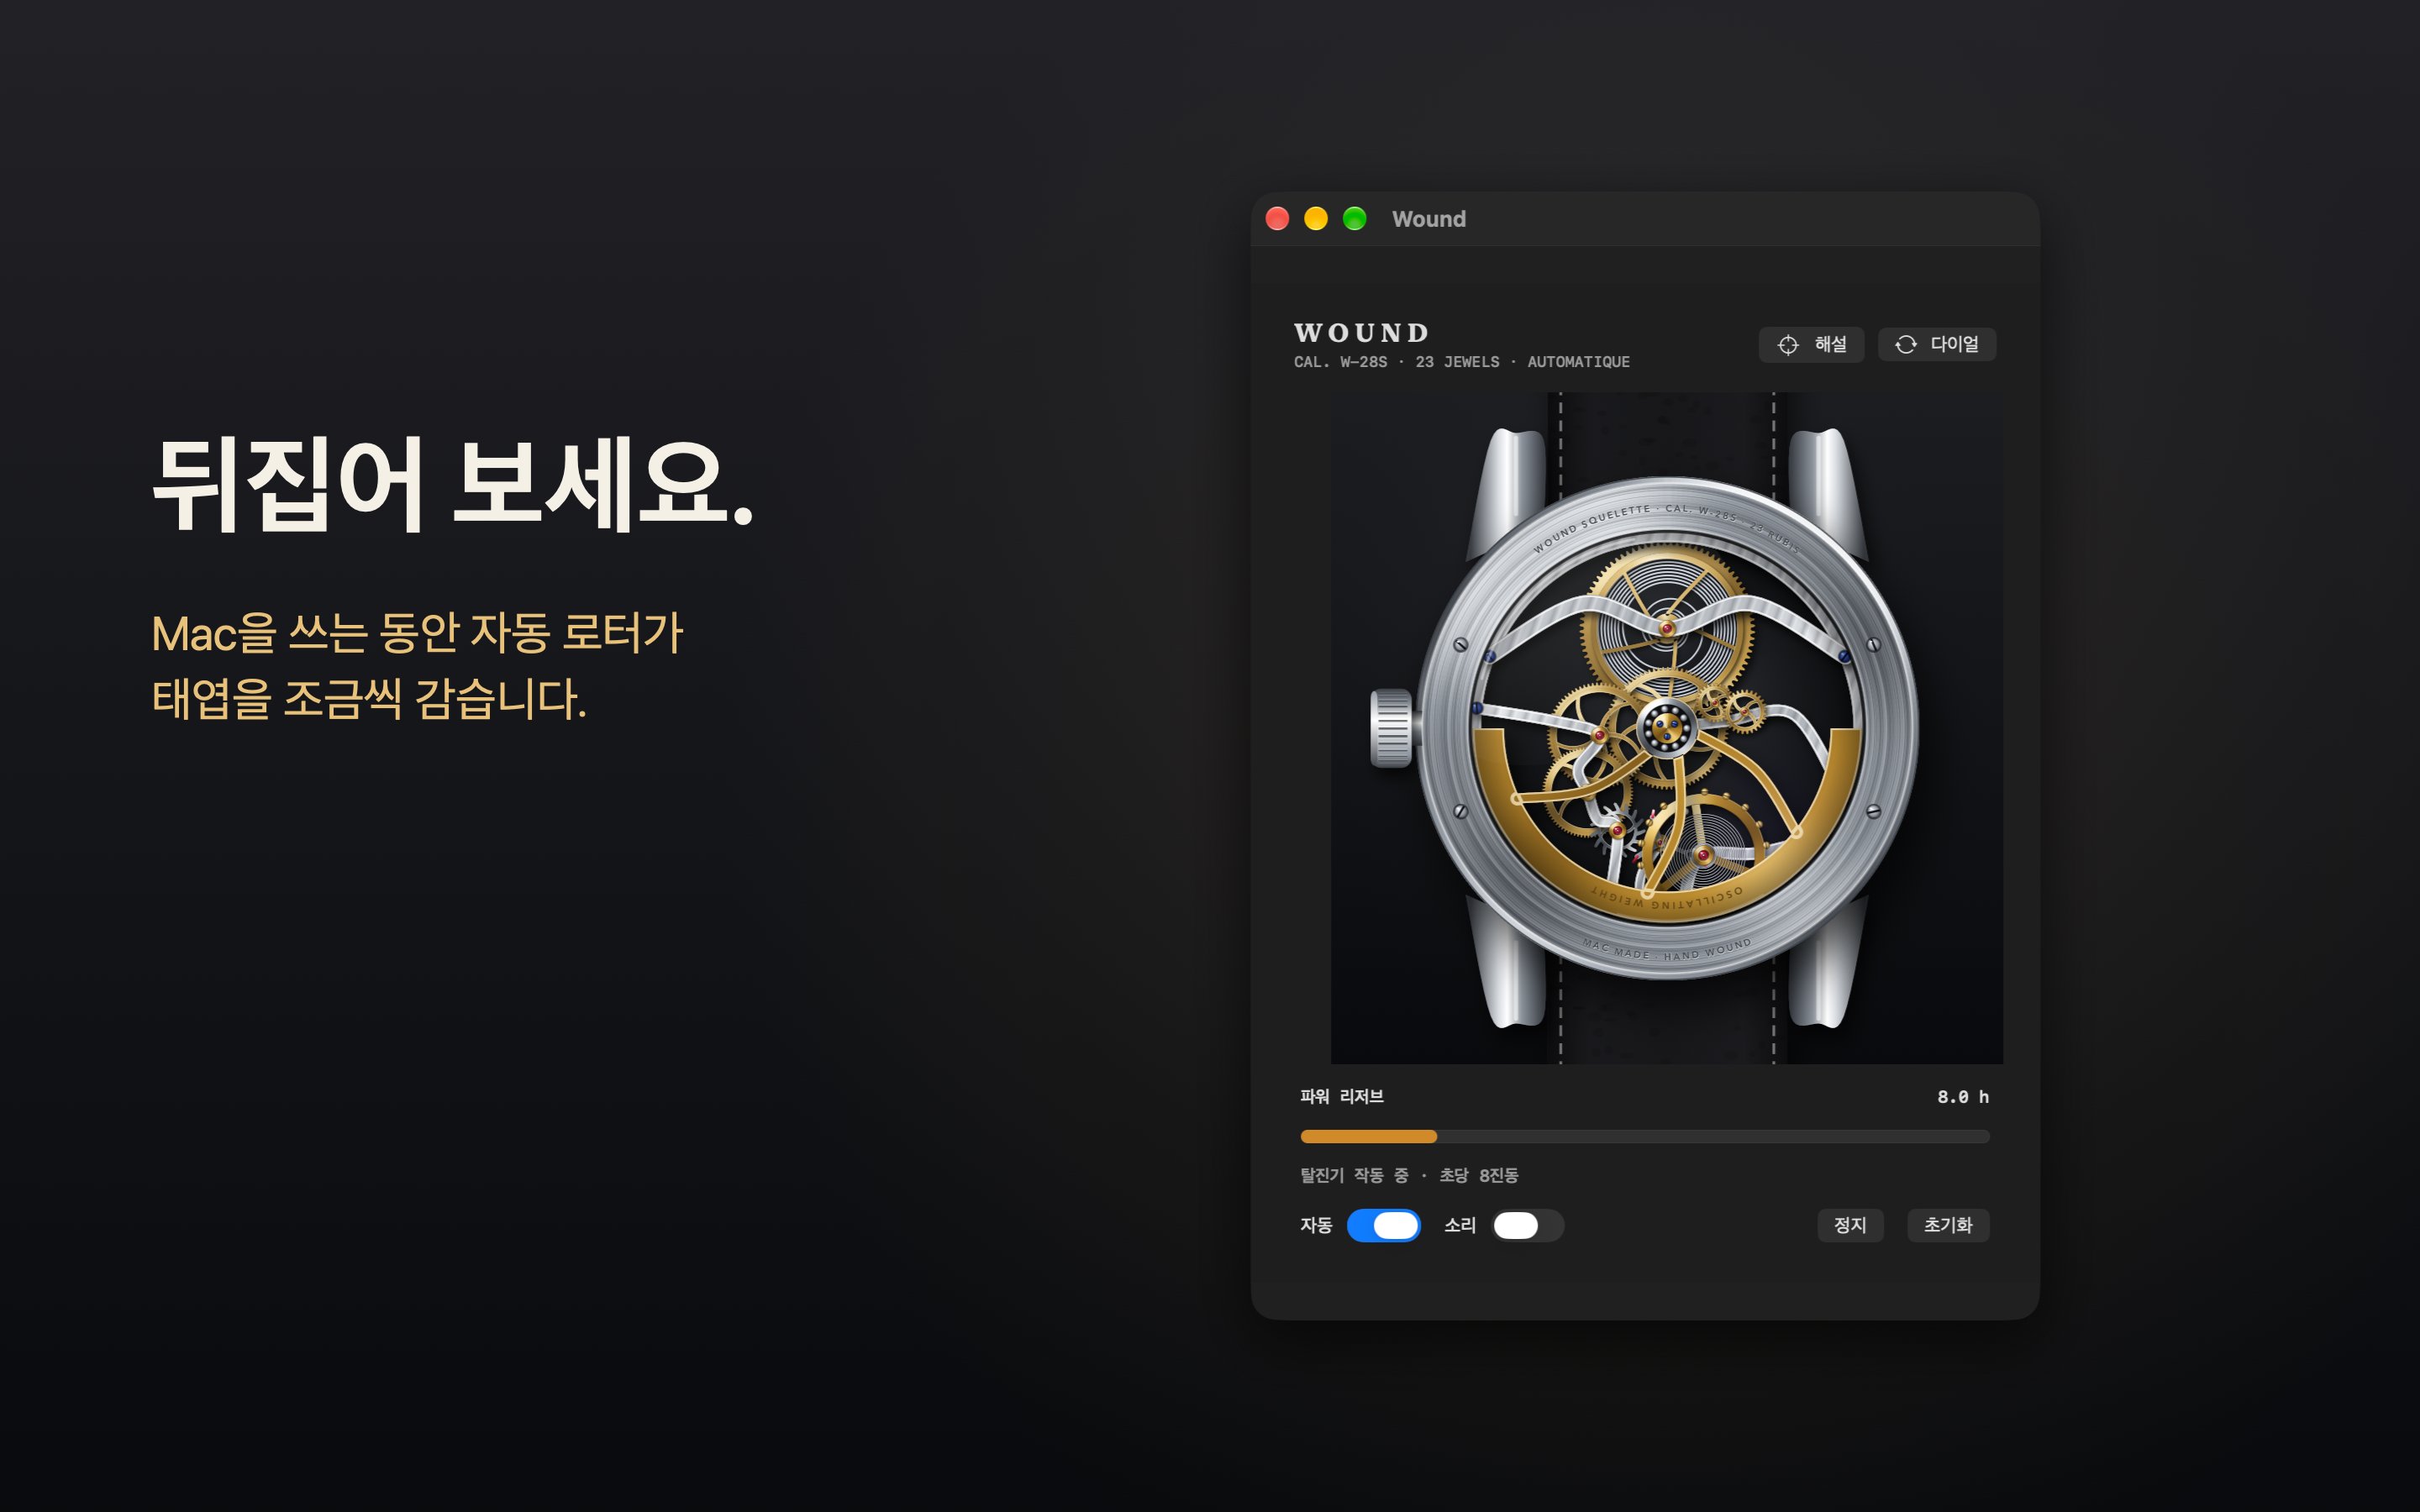 뒤집어 보세요.
Mac을 쓰는 동안 자동 로터가
태엽을 조금씩 감습니다.
Wound
WOUND
CAL. W-28S · 23 JEWELS · AUTOMATIQUE
해설
다이얼
WOUND SQUELETTE · CAL. W-28S · 23 RUBIS
OSCILLATING WEIGHT
MAC MADE · HAND WOUND
파워 리저브
8.0 h
탈진기 작동 중 · 초당 8진동
자동
소리
정지
초기화